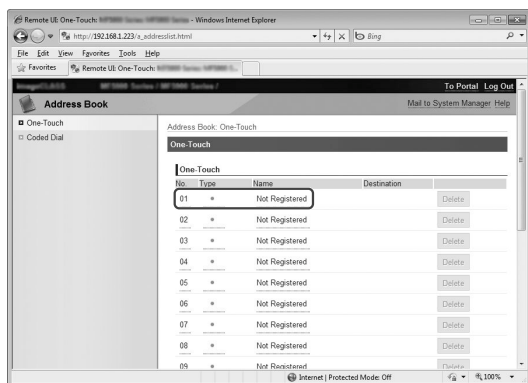 Remote UI: One-Touch: - Windows Internet Explorer
http://192.168.1.223/a_addresslist.html
Bing
File Edit View Favorites Tools Help
Favorites
Remote UI: One-Touch:
To Portal Log Out
Address Book
Mail to System Manager Help
One-Touch
Coded Dial
Address Book: One-Touch
One-Touch
One-Touch
No. Type Name Destination
01 Not Registered Delete
02 Not Registered Delete
03 Not Registered Delete
04 Not Registered Delete
05 Not Registered Delete
06 Not Registered Delete
07 Not Registered Delete
08 Not Registered Delete
09 Not Registered Delete
Internet | Protected Mode: Off
100%